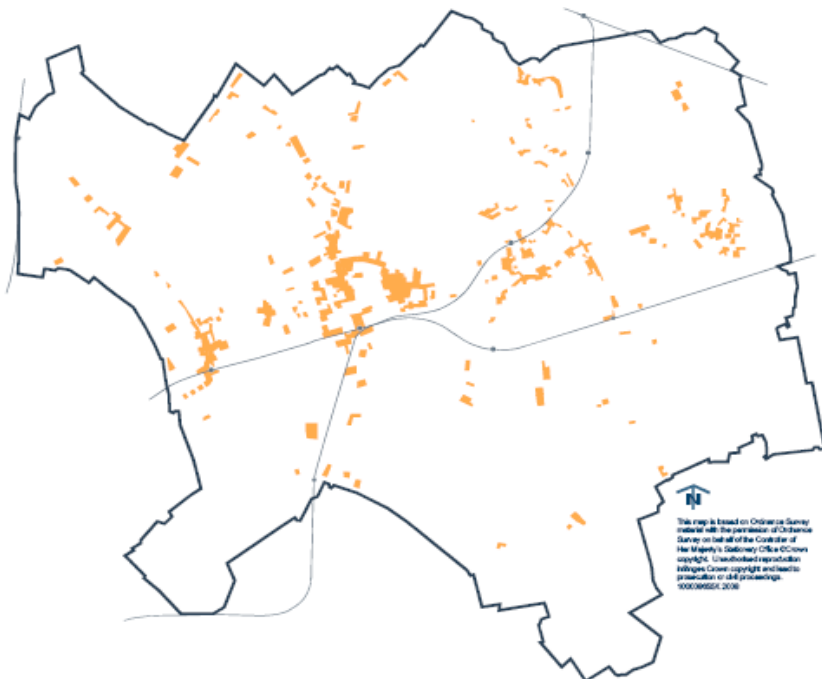 N
This map is based on Ordnance Survey
material with the permission of Ordnance
Survey on behalf of the Controller of
Her Majesty's Stationery Office ©Crown
copyright. Unauthorised reproduction
infringes Crown copyright and lead to
prosecution or civil proceedings.
2008